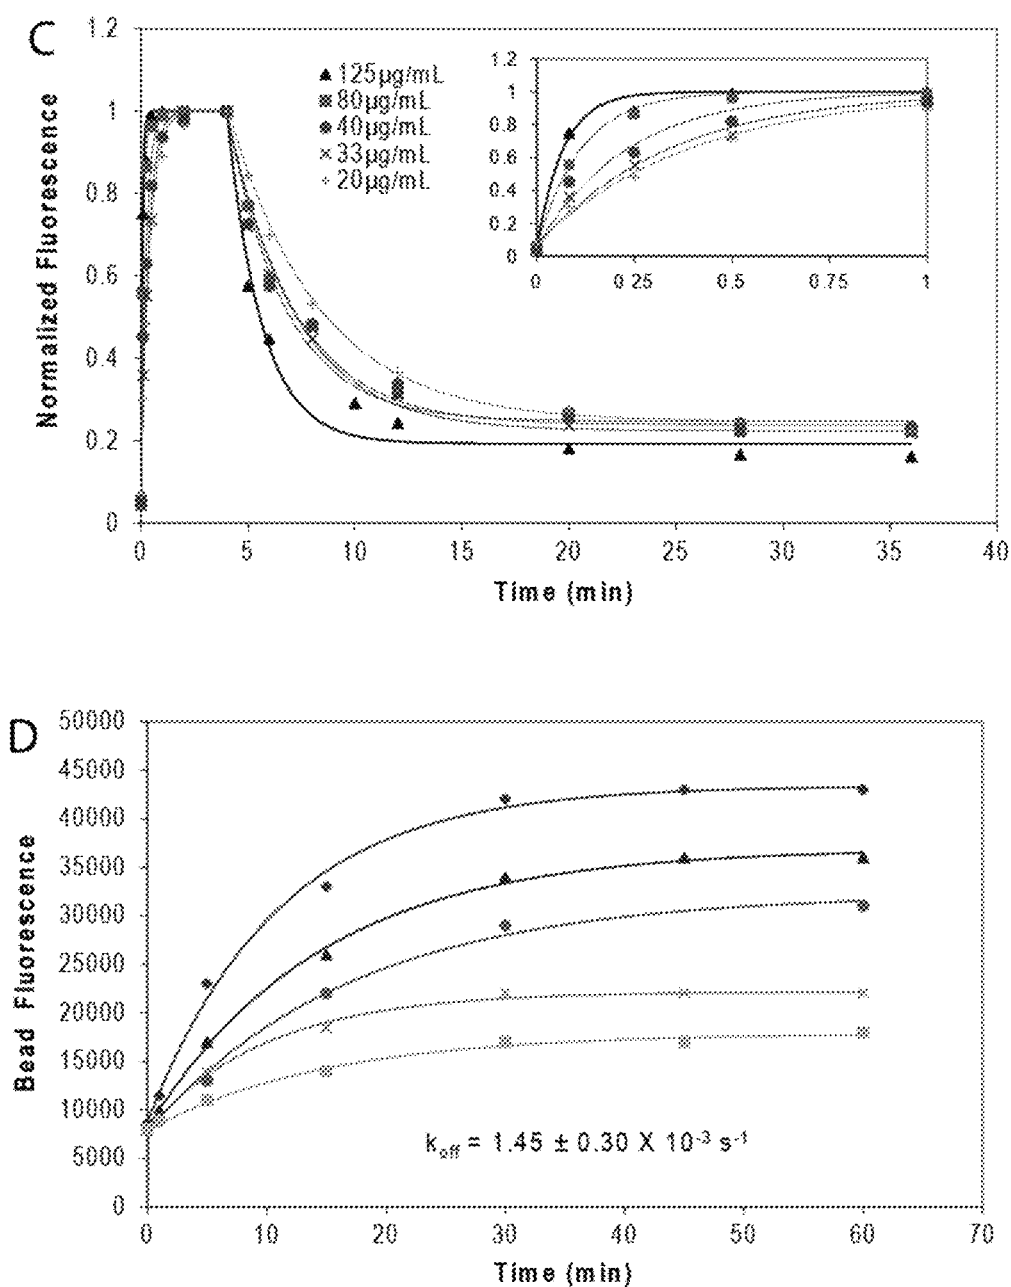 C
1.2
1
0.8
0.6
0.4
0.2
0
Normalized Fluorescence
125µg/mL
80µg/mL
40µg/mL
33µg/mL
20µg/mL
1.2
1
0.8
0.6
0.4
0.2
0
0 0.25 0.5 0.75 1
0 5 10 15 20 25 30 35 40
Time (min)
D
50000
45000
40000
35000
30000
25000
20000
15000
10000
5000
0
Bead Fluorescence
k_off = 1.45 ± 0.30 X 10⁻³ s⁻¹
0 10 20 30 40 50 60 70
Time (min)